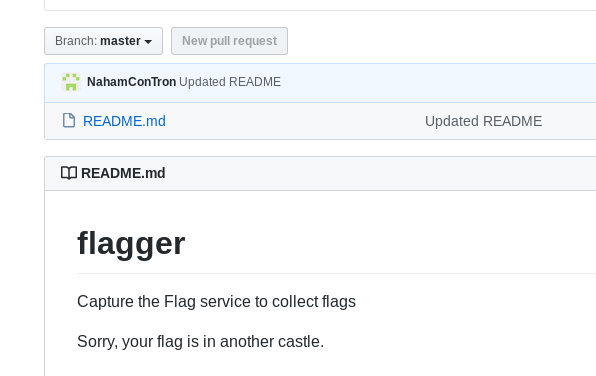 Branch: master New pull request
NahamConTron Updated README
README.md Updated README
README.md
flagger
Capture the Flag service to collect flags
Sorry, your flag is in another castle.